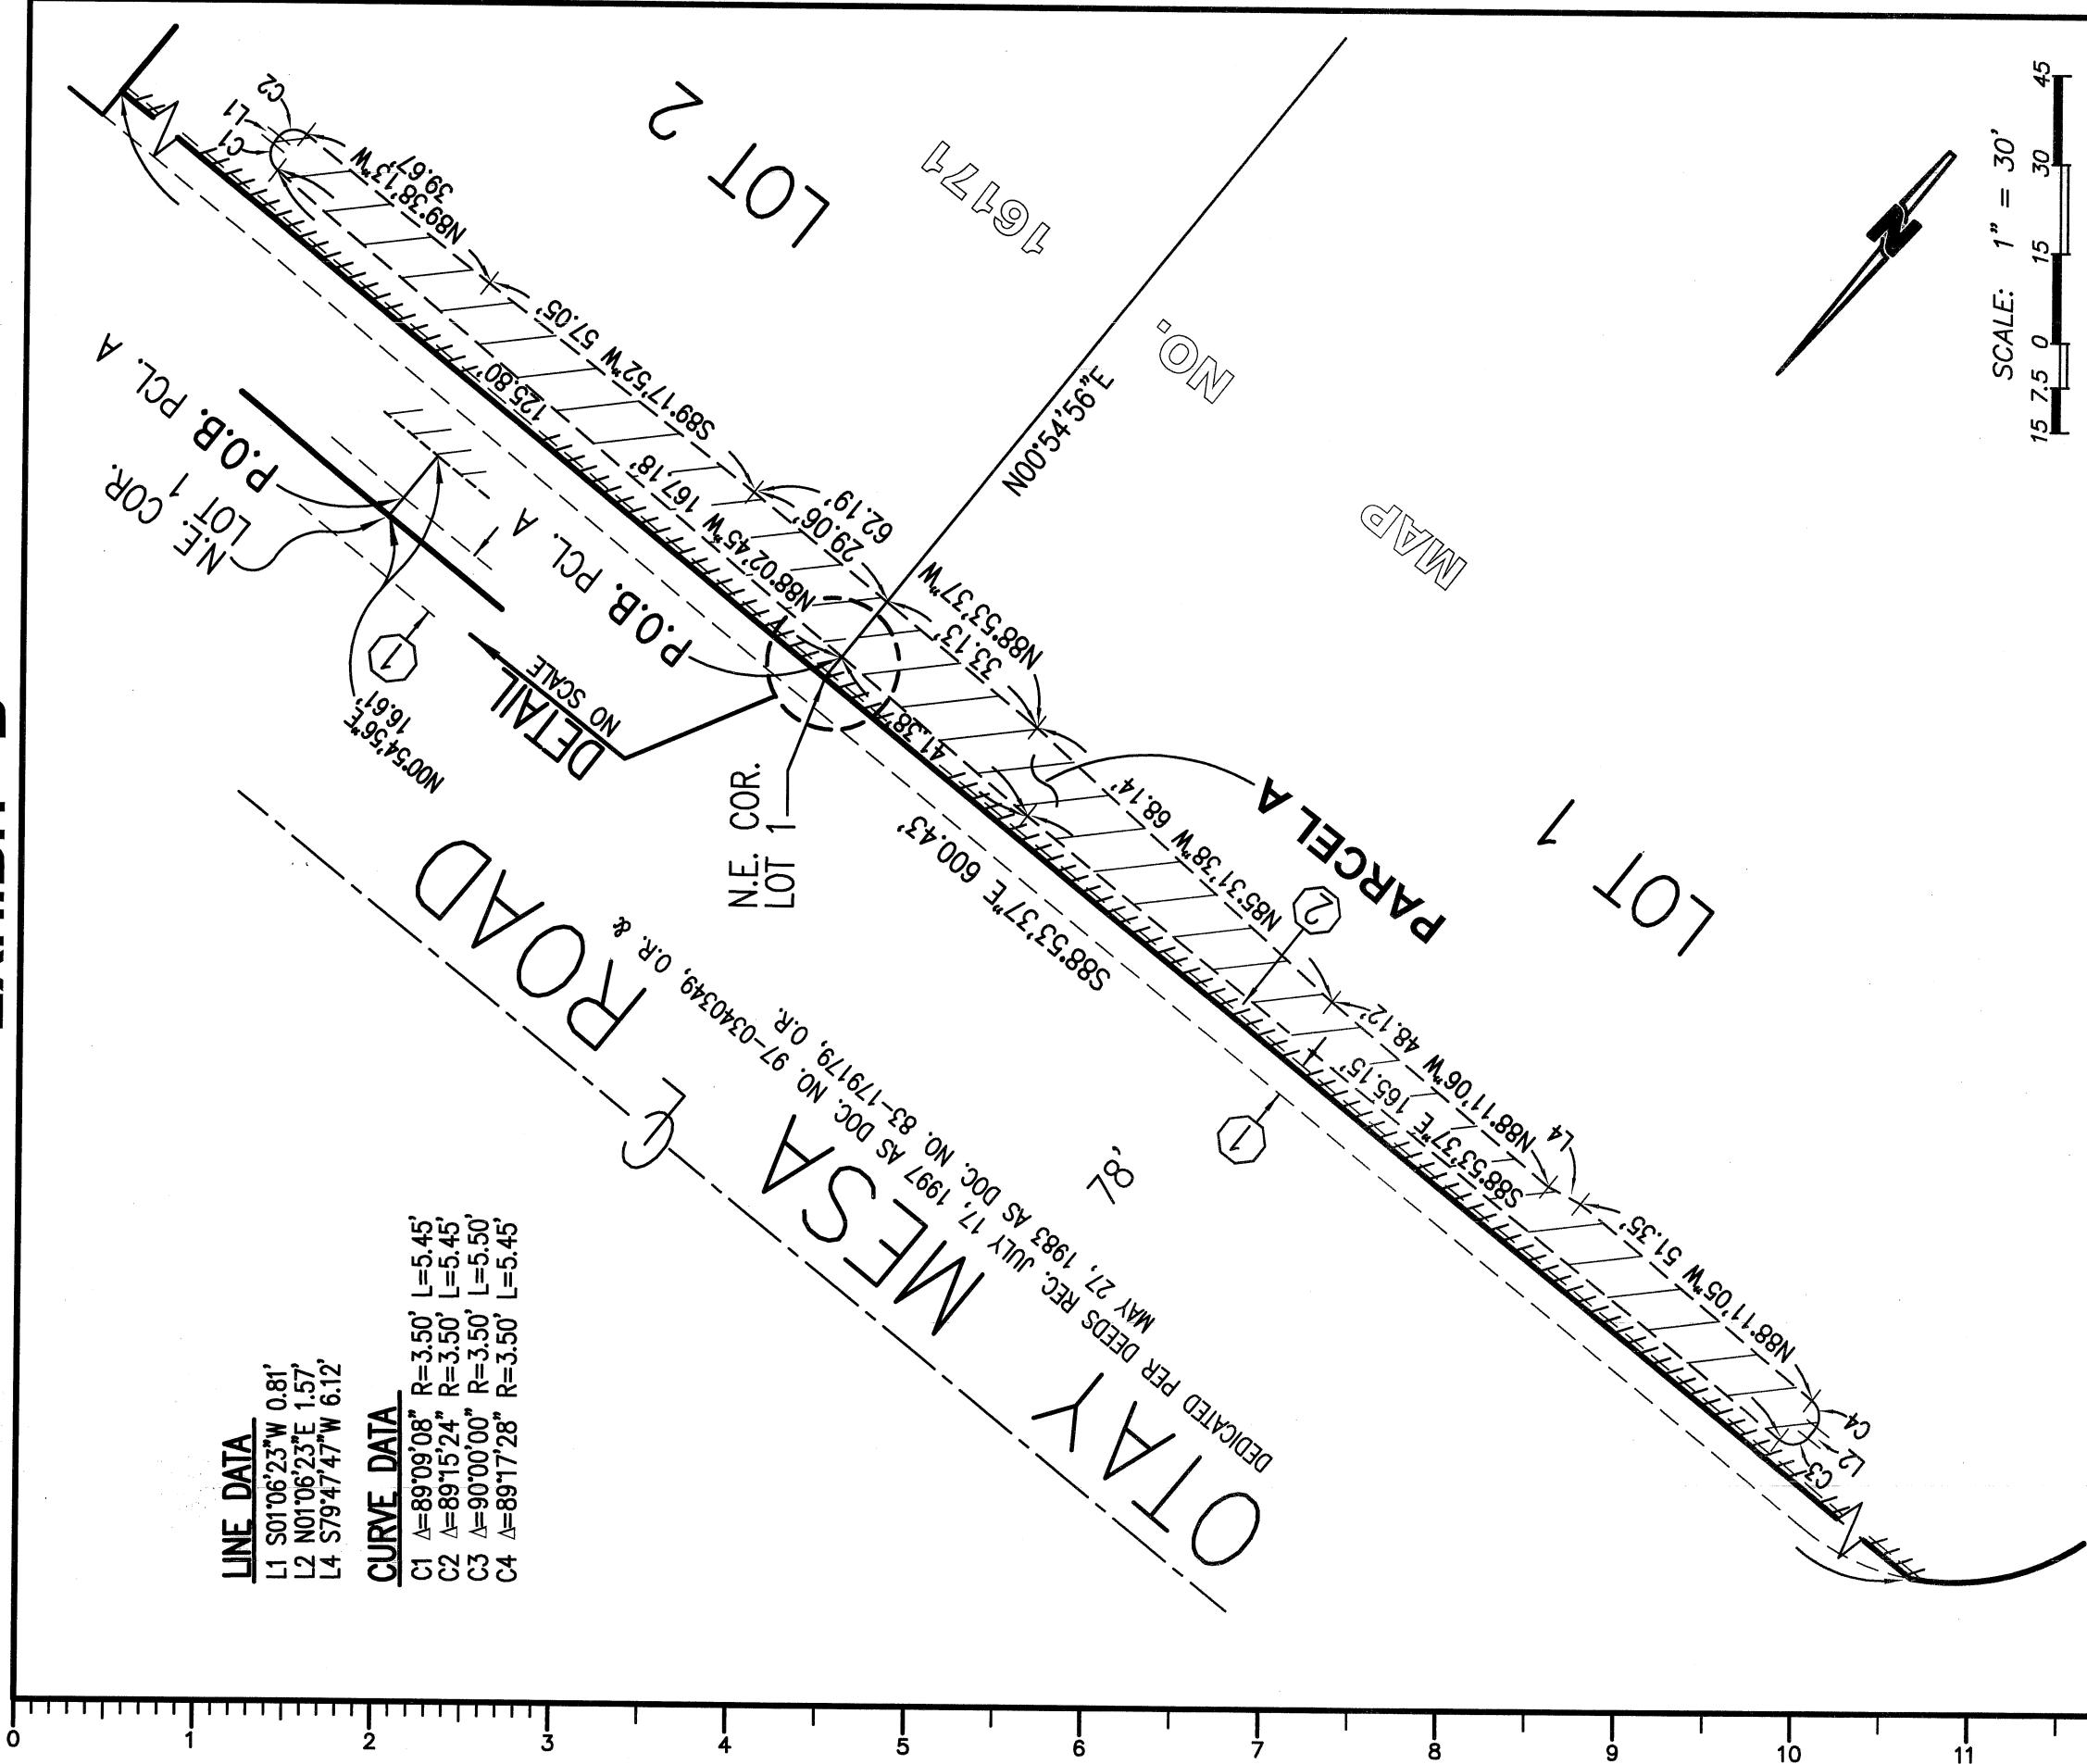 LINE DATA
L1 S01°06'23"W 0.81'
L2 N01°06'23"E 1.57'
L4 S79°47'47"W 6.12'
CURVE DATA
C1 Δ=89°09'08" R=3.50' L=5.45'
C2 Δ=89°15'24" R=3.50' L=5.45'
C3 Δ=90°00'00" R=3.50' L=5.50'
C4 Δ=89°17'28" R=3.50' L=5.45'
OTAY MESA ROAD
DEDICATED PER DEEDS REC. JULY 17, 1997 AS DOC. NO. 97-0340349, O.R. &
MAY 27, 1983 AS DOC. NO. 83-179179, O.R.
CL
78'
N.E. COR.
LOT 1
P.O.B. PCL. A
N00°54'56"E
16.61'
1
DETAIL
NO SCALE
P.O.B. PCL. A
N.E. COR.
LOT 1
S88°53'37"E 600.43'
1
2
C1
L1
C2
N89°38'13"W
39.67'
S89°17'52"W 57.05'
125.80'
N88°02'45"W 167.18'
29.06'
62.19'
33.13'
N88°53'37"W
41.38'
N85°31'38"W 68.14'
N88°11'06"W 48.12'
S88°53'37"E 165.15'
L4
N88°11'05"W 51.35'
C4
L2
C3
N00°54'56"E
PARCEL A
LOT 1
LOT 2
MAP NO. 16171
N
SCALE: 1" = 30'
15 7.5 0 15 30 45
0 1 2 3 4 5 6 7 8 9 10 11